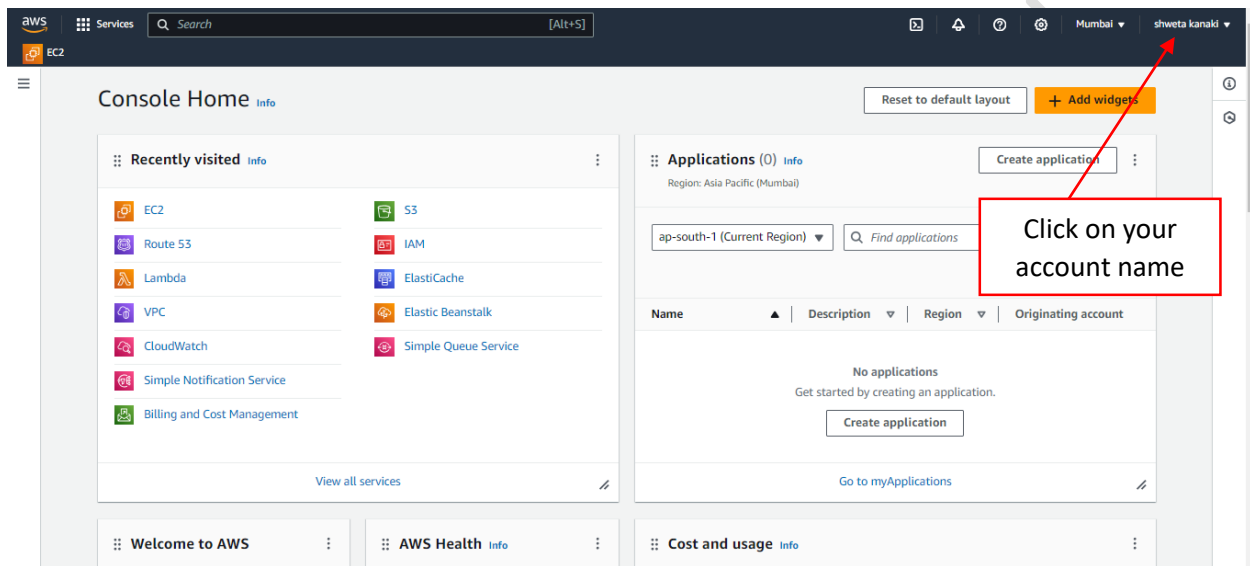 aws Services Search [Alt+S] Mumbai shweta kanaki
EC2
Console Home Info
Reset to default layout
+ Add widgets
Recently visited Info
EC2
S3
Route 53
IAM
Lambda
ElastiCache
VPC
Elastic Beanstalk
CloudWatch
Simple Queue Service
Simple Notification Service
Billing and Cost Management
View all services
Applications (0) Info
Create application
Region: Asia Pacific (Mumbai)
ap-south-1 (Current Region)
Find applications
Click on your
account name
Name Description Region Originating account
No applications
Get started by creating an application.
Create application
Go to myApplications
Welcome to AWS
AWS Health Info
Cost and usage Info